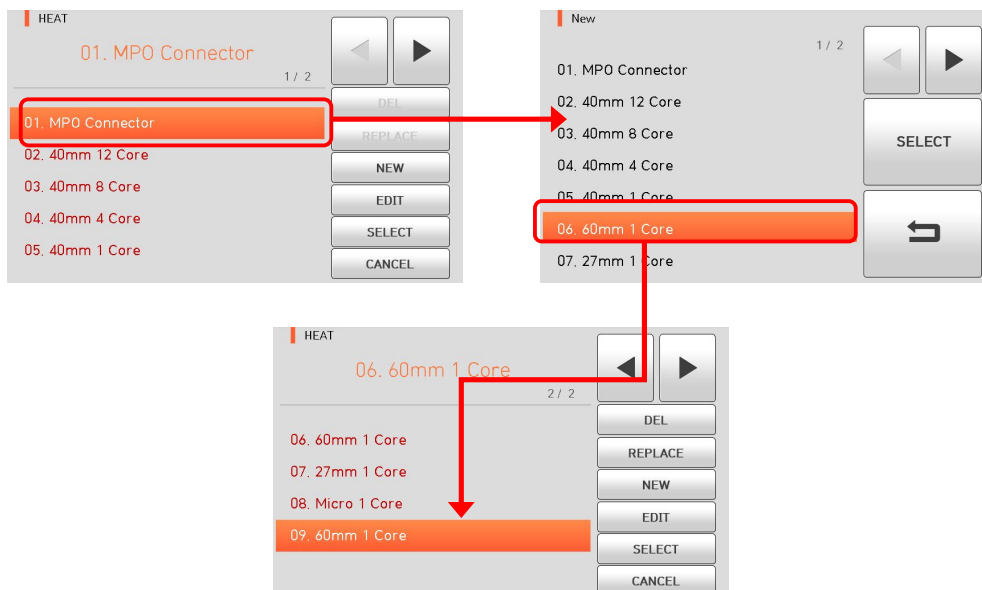 HEAT
01. MPO Connector
1 / 2
01. MPO Connector
02. 40mm 12 Core
03. 40mm 8 Core
04. 40mm 4 Core
05. 40mm 1 Core
DEL
REPLACE
NEW
EDIT
SELECT
CANCEL
New
1 / 2
01. MPO Connector
02. 40mm 12 Core
03. 40mm 8 Core
04. 40mm 4 Core
05. 40mm 1 Core
06. 60mm 1 Core
07. 27mm 1 Core
SELECT
HEAT
06. 60mm 1 Core
2 / 2
06. 60mm 1 Core
07. 27mm 1 Core
08. Micro 1 Core
09. 60mm 1 Core
DEL
REPLACE
NEW
EDIT
SELECT
CANCEL